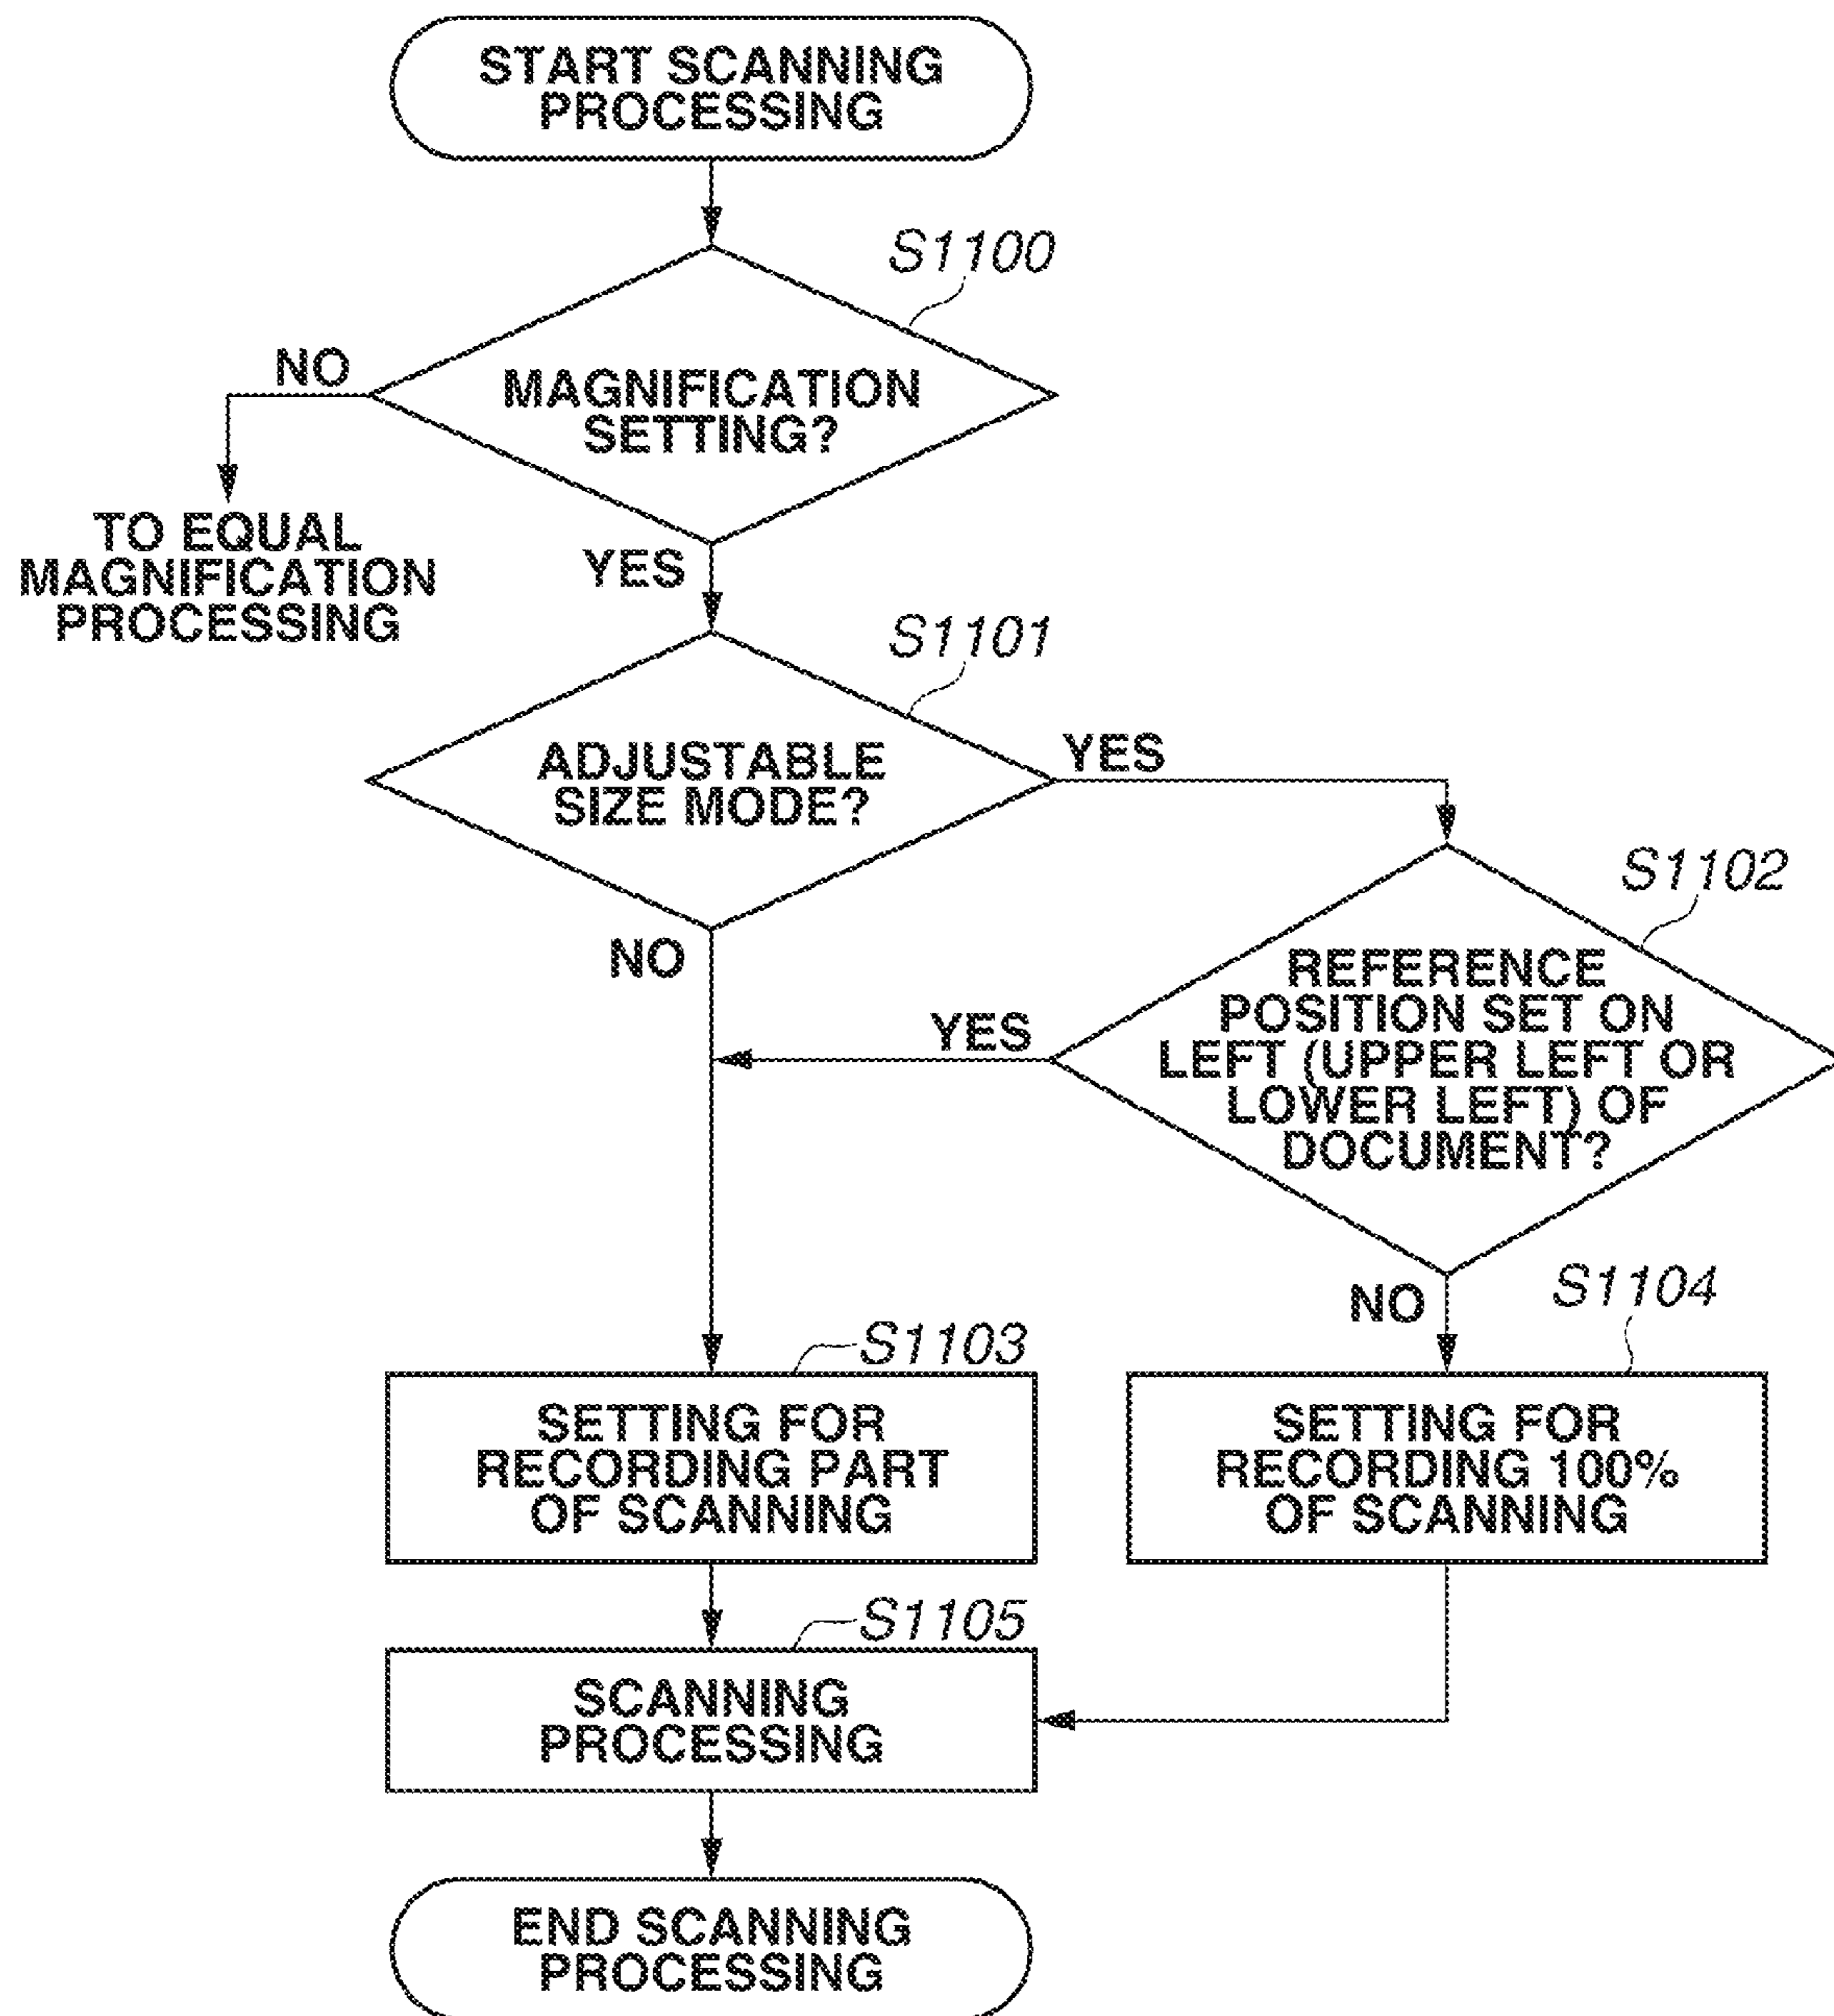 START SCANNING
PROCESSING
S1100
NO
MAGNIFICATION
SETTING?
TO EQUAL
MAGNIFICATION
PROCESSING
YES
S1101
ADJUSTABLE
SIZE MODE?
YES
S1102
NO
REFERENCE
POSITION SET ON
LEFT (UPPER LEFT OR
LOWER LEFT) OF
DOCUMENT?
YES
NO
S1104
S1103
SETTING FOR
RECORDING PART
OF SCANNING
SETTING FOR
RECORDING 100%
OF SCANNING
S1105
SCANNING
PROCESSING
END SCANNING
PROCESSING